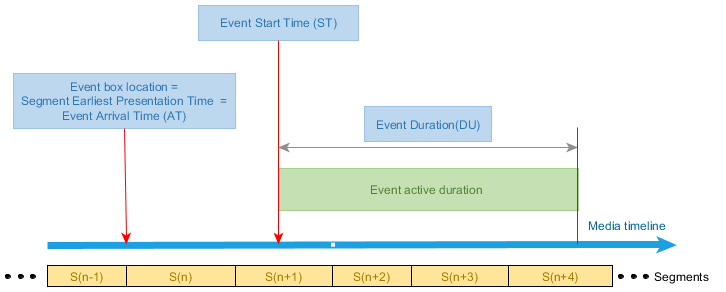 Event Start Time (ST)
Event box location =
Segment Earliest Presentation Time =
Event Arrival Time (AT)
Event Duration(DU)
Event active duration
Media timeline
S(n-1) S(n) S(n+1) S(n+2) S(n+3) S(n+4) Segments